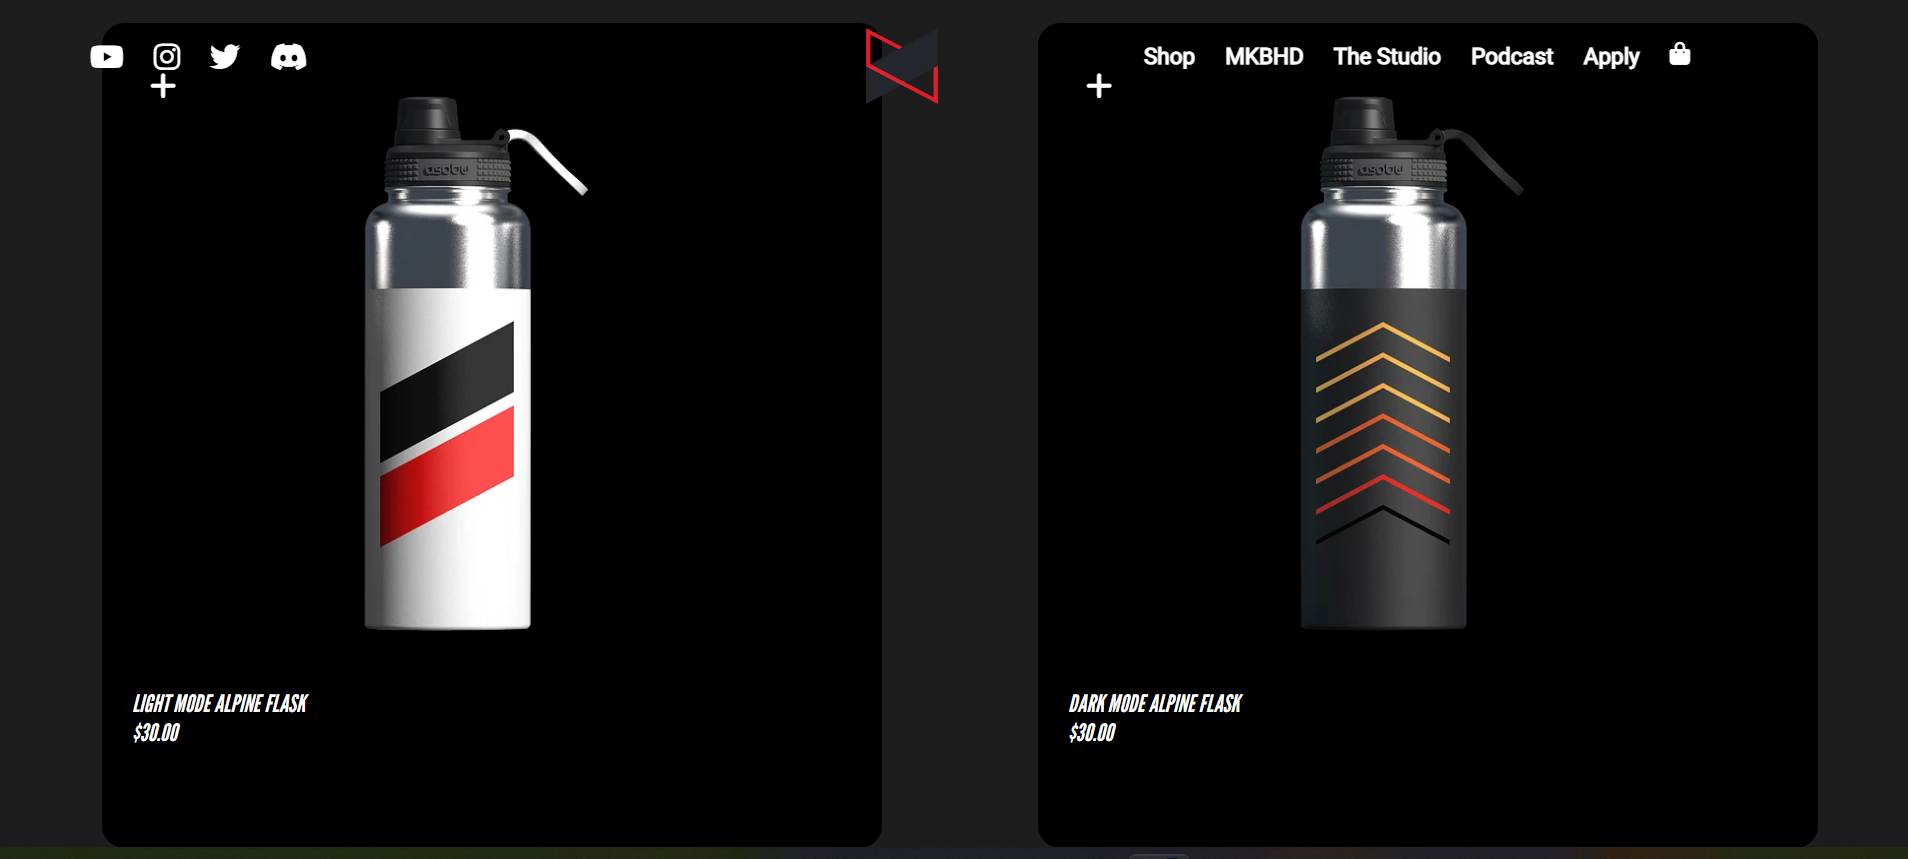 Shop MKBHD The Studio Podcast Apply
asobu
asobu
LIGHT MODE ALPINE FLASK
$30.00
DARK MODE ALPINE FLASK
$30.00